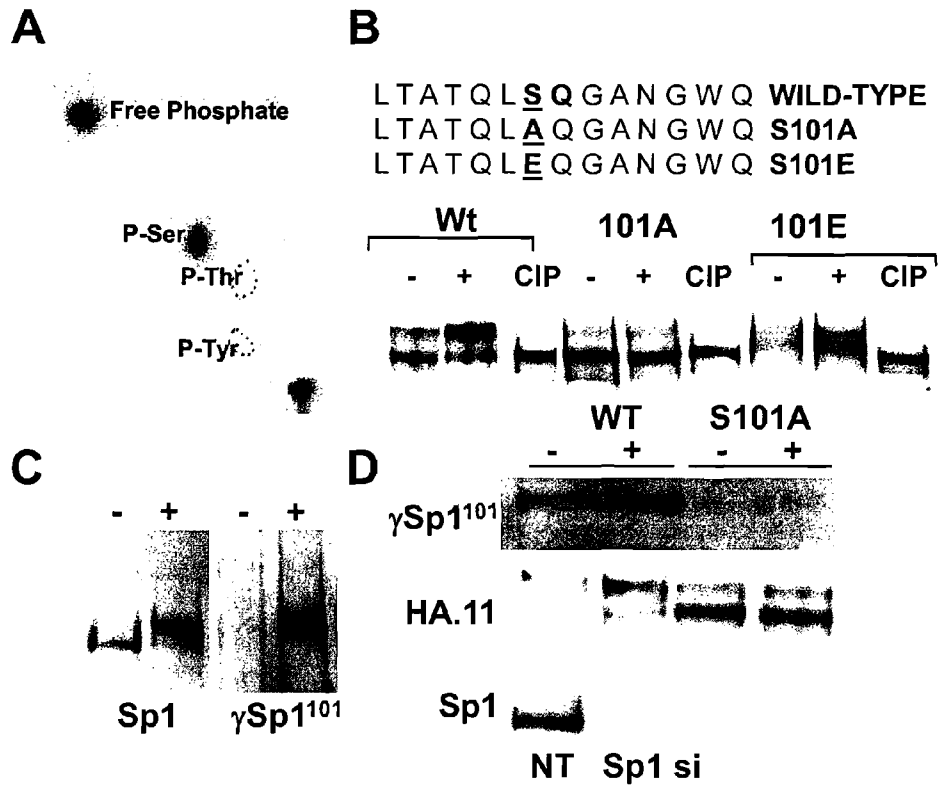 A
Free Phosphate
P-Ser
P-Thr
P-Tyr
B
LTATQLSQGANGWQ WILD-TYPE
LTATQLAQGANGWQ S101A
LTATQLEQGANGWQ S101E
Wt 101A 101E
- + CIP - + CIP - + CIP
C
- + - +
Sp1 γSp1¹⁰¹
D
WT S101A
- + - +
γSp1¹⁰¹
HA.11
Sp1
NT Sp1 si